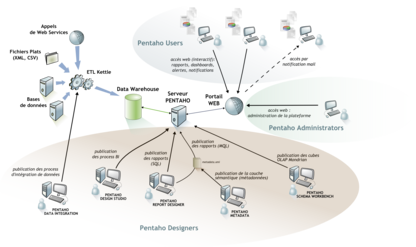 Appels
de Web Services
Fichiers Plats
(XML, CSV)
ETL Kettle
Bases
de données
Data Warehouse
Serveur
PENTAHO
Portail
WEB
Pentaho Users
accès web (interactif)
rapports, dashboards,
alertes, notifications
accès par
notification mail
accès web :
administration de la plateforme
Pentaho Administrators
publication des process
d'intégration de données
publication
des process BI
publication
des rapports
(SQL)
publication
des rapports (MQL)
publication de la couche
sémantique (métadonnées)
publication des cubes
OLAP Mondrian
PENTAHO
DATA INTEGRATION
PENTAHO
DESIGN STUDIO
PENTAHO
REPORT DESIGNER
PENTAHO
METADATA
PENTAHO
SCHEMA WORKBENCH
Pentaho Designers